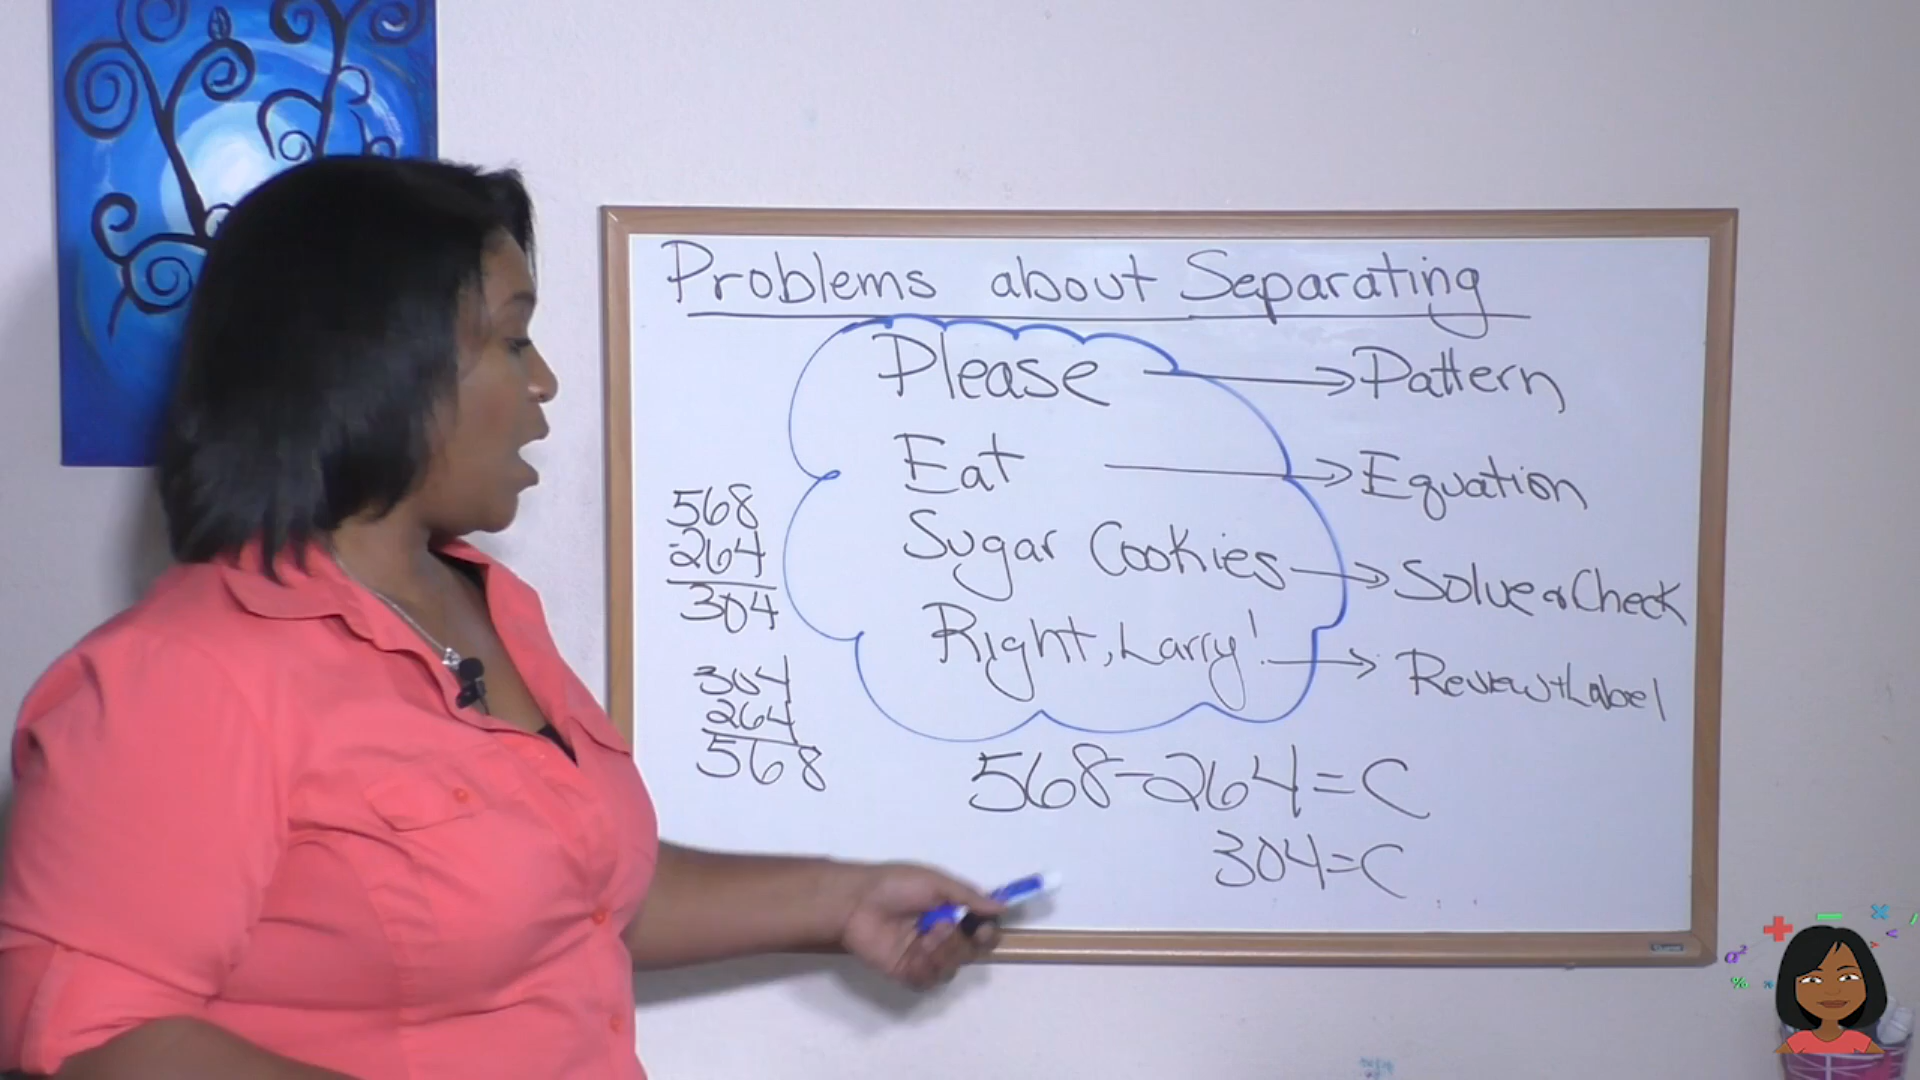 Problems about Separating
Please → Pattern
Eat → Equation
Sugar Cookies → Solve & Check
Right, Larry! → Review + Label
568
-264
304
304
264
568
568-264=C
304=C
a²
%